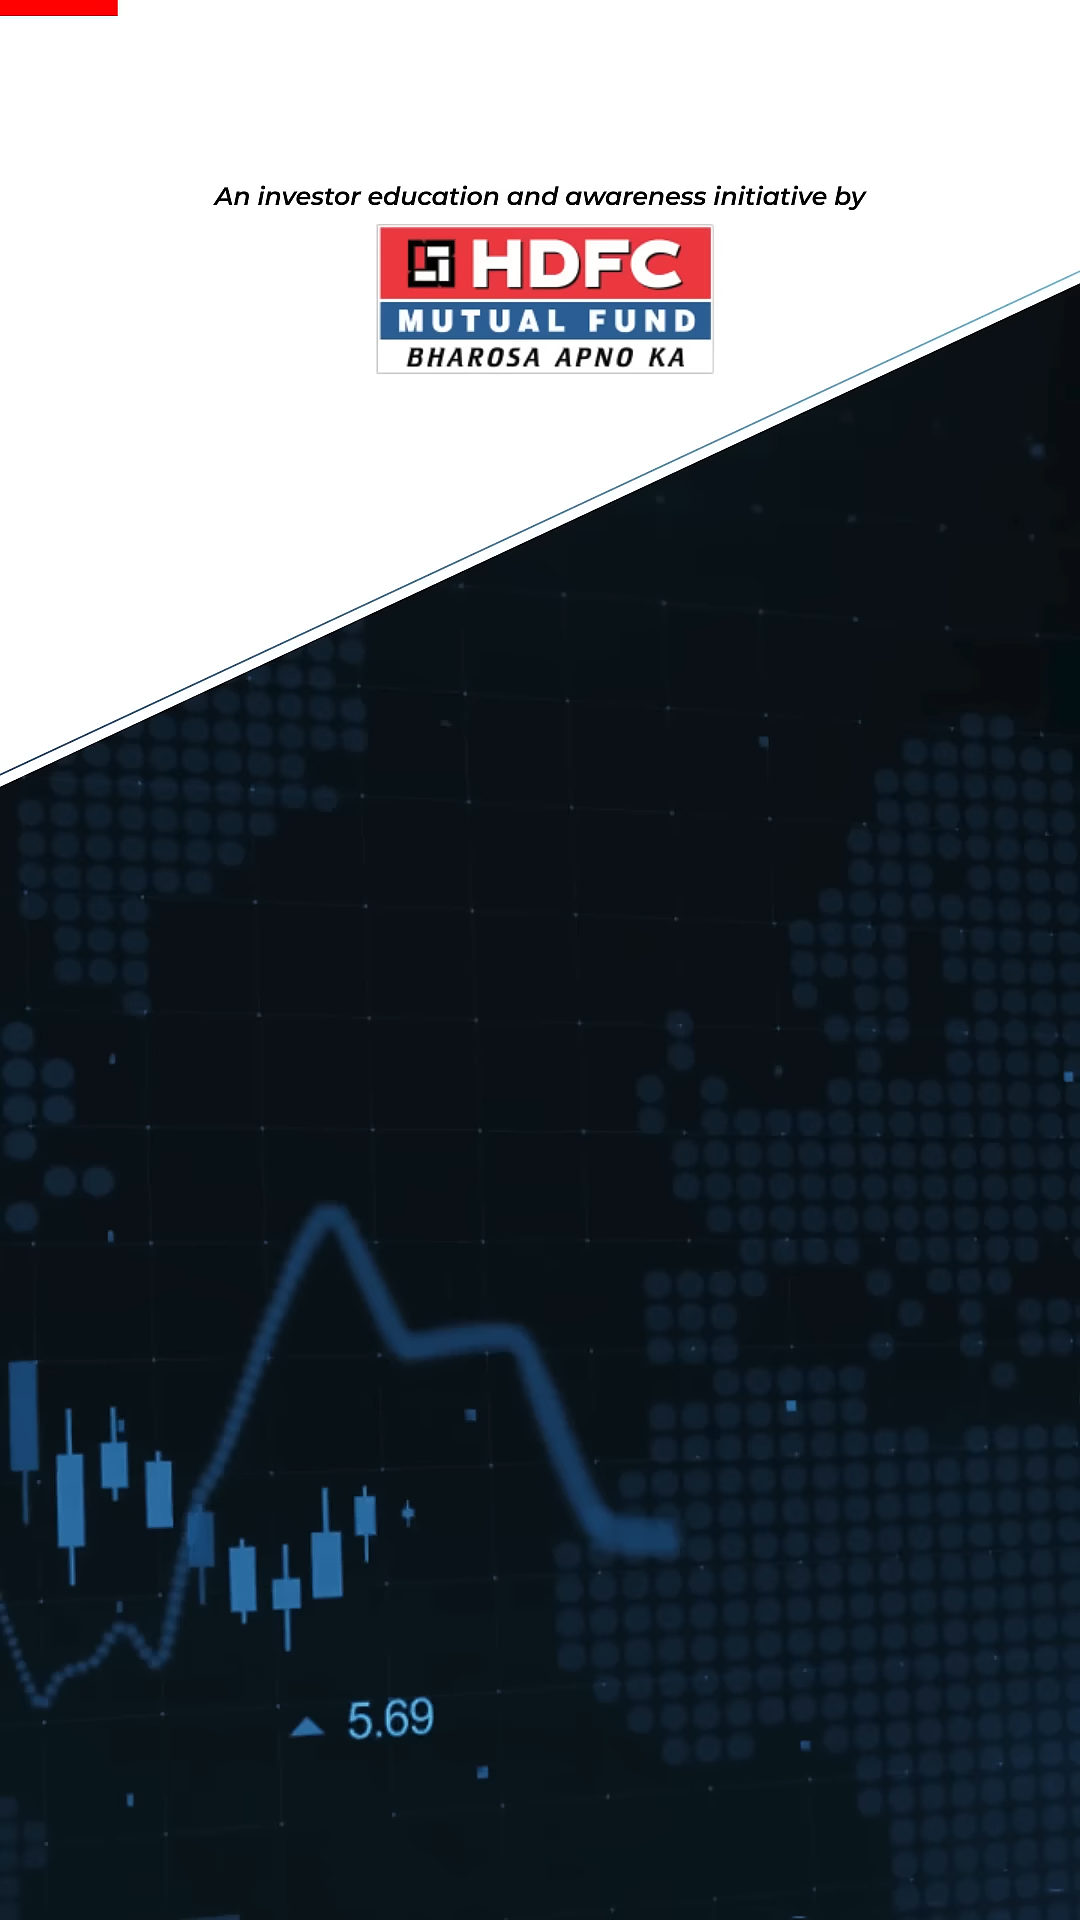 An investor education and awareness initiative by
HDFC
MUTUAL FUND
BHAROSA APNO KA
5.69